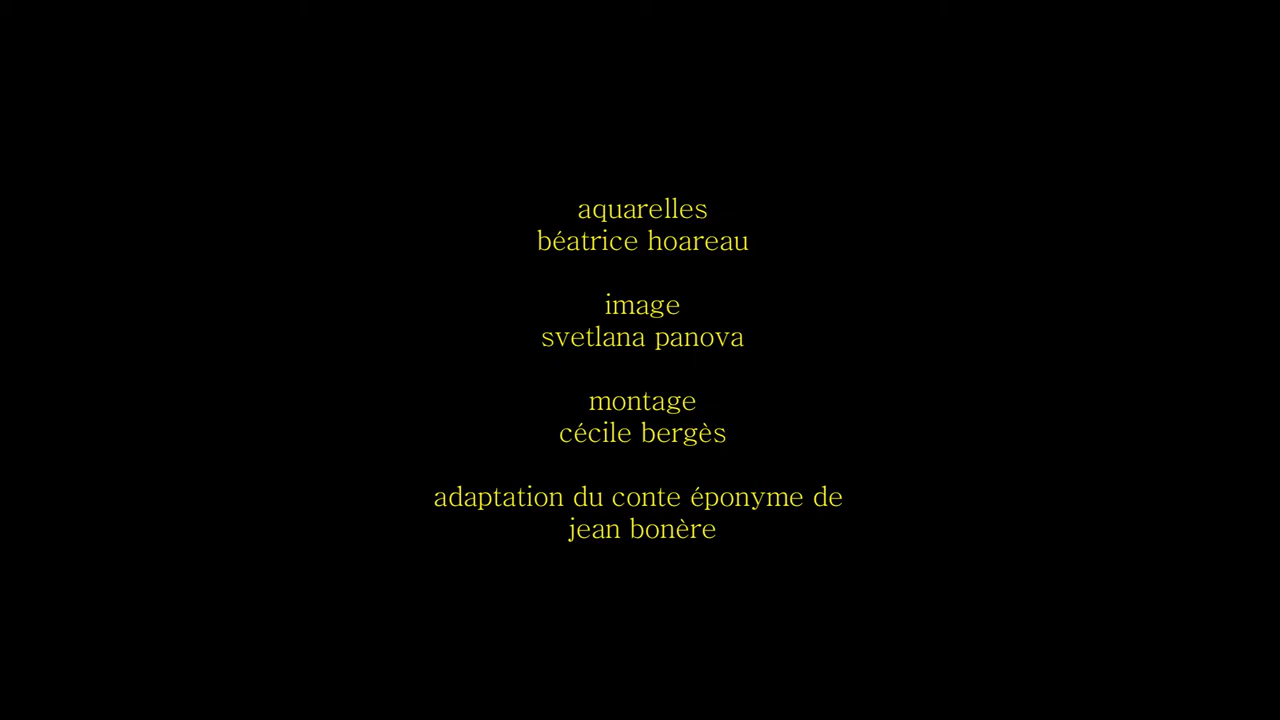 aquarelles
béatrice hoareau
image
svetlana panova
montage
cécile bergès
adaptation du conte éponyme de
jean bonère